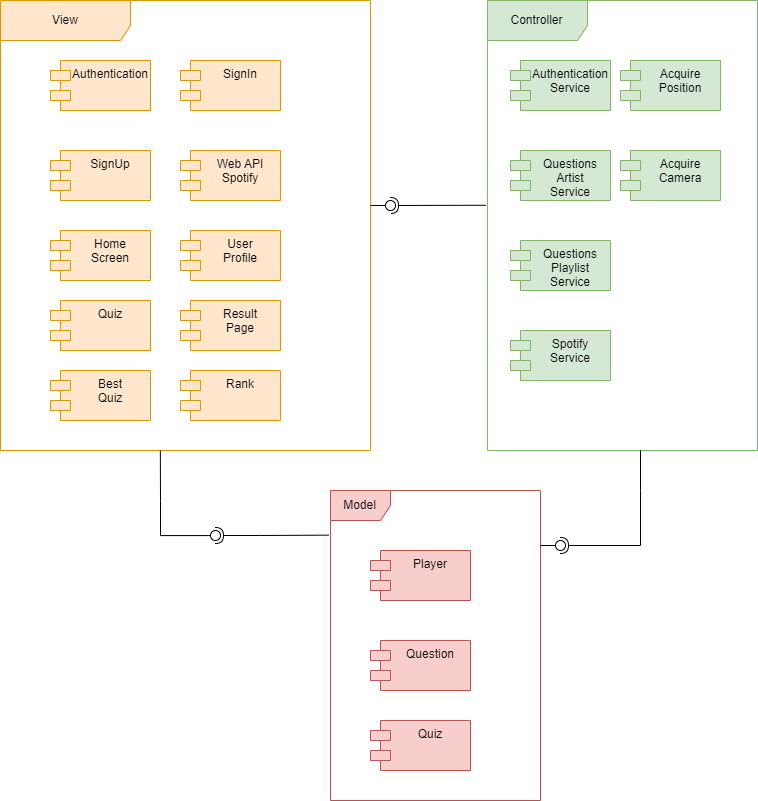 View
Authentication
SignIn
SignUp
Web API
Spotify
Home
Screen
User
Profile
Quiz
Result
Page
Best
Quiz
Rank
Controller
Authentication
Service
Acquire
Position
Questions
Artist
Service
Acquire
Camera
Questions
Playlist
Service
Spotify
Service
Model
Player
Question
Quiz